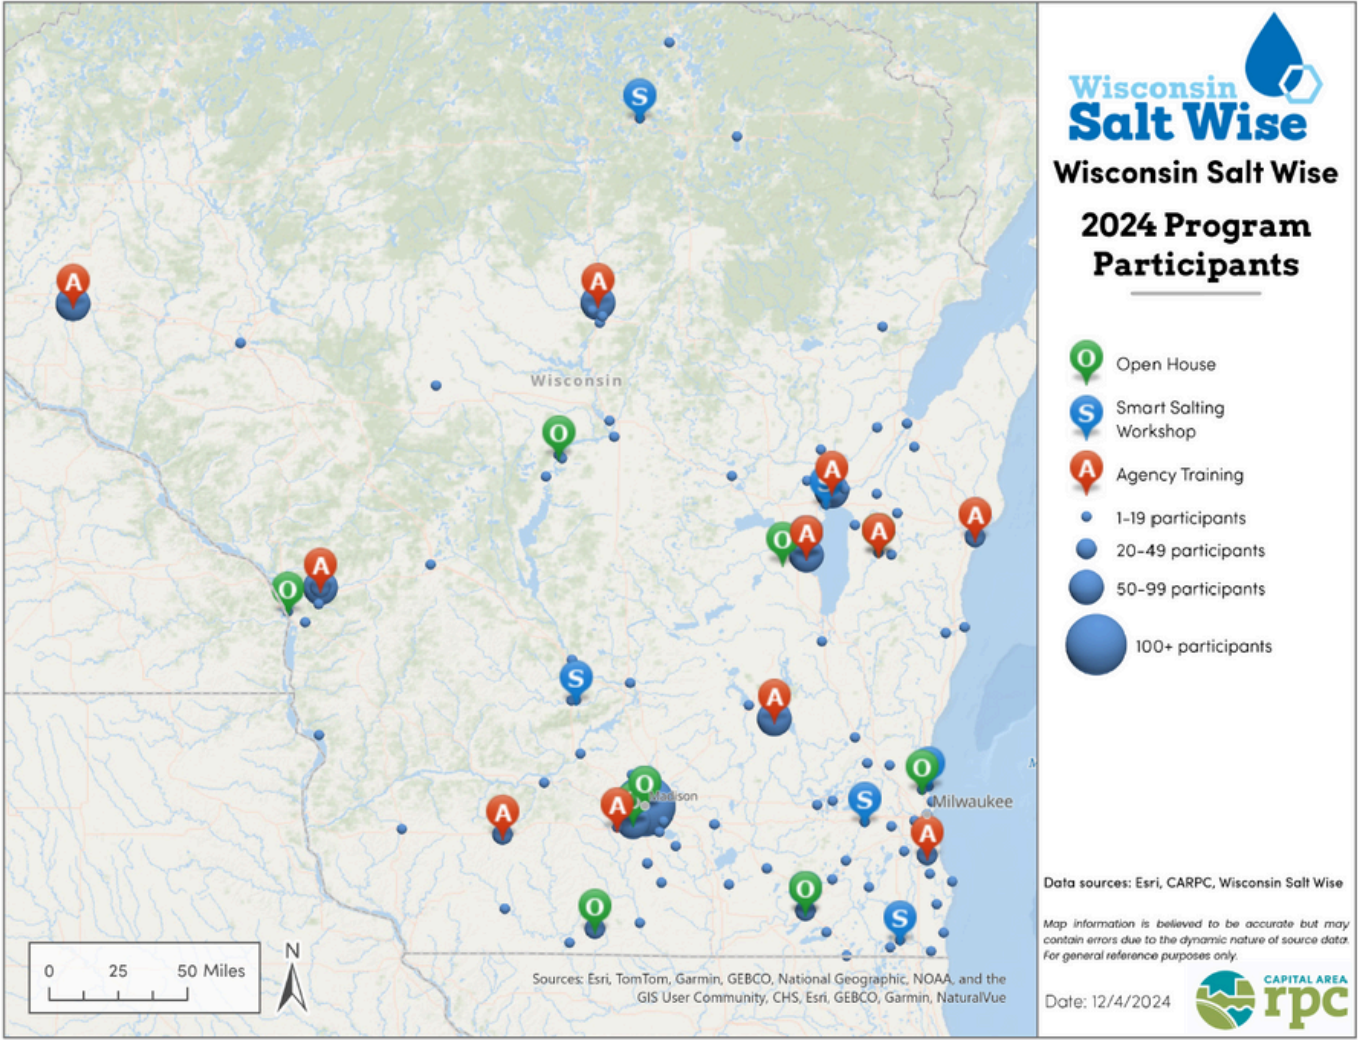 S
A
A
Wisconsin
O
A
S
A
O
A
A
O
A
S
A
O
S
O
A
Madison
A
Milwaukee
A
O
O
S
0 25 50 Miles
N
Sources: Esri, TomTom, Garmin, GEBCO, National Geographic, NOAA, and the
GIS User Community, CHS, Esri, GEBCO, Garmin, NaturalVue
Wisconsin
Salt Wise
Wisconsin Salt Wise
2024 Program
Participants
O Open House
S Smart Salting
Workshop
A Agency Training
1-19 participants
20-49 participants
50-99 participants
100+ participants
Data sources: Esri, CARPC, Wisconsin Salt Wise
Map information is believed to be accurate but may
contain errors due to the dynamic nature of source data.
For general reference purposes only.
Date: 12/4/2024
CAPITAL AREA
rpc